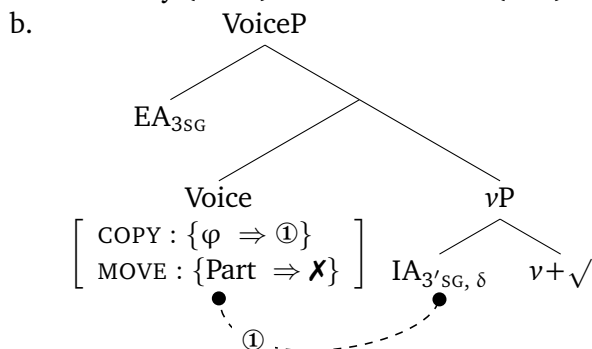 b.
VoiceP
EA3SG
Voice vP
COPY : {φ ⇒ ①}
MOVE : {Part ⇒ ✗} IA3′SG, δ v+√
①